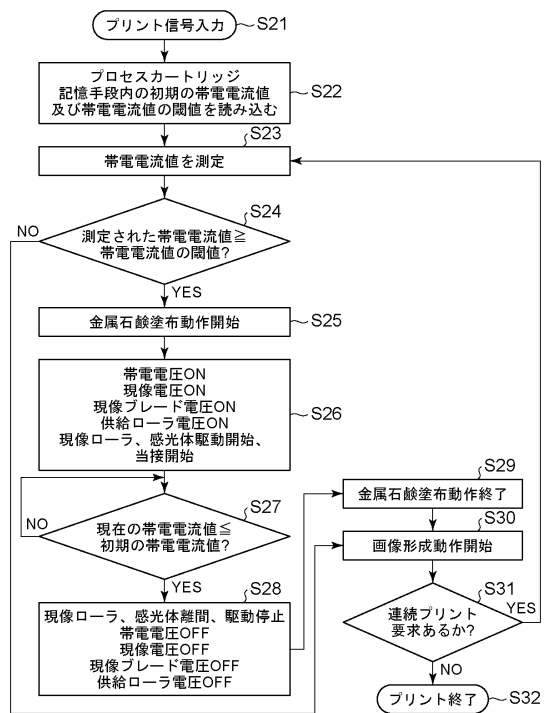 プリント信号入力
S21
プロセスカートリッジ
記憶手段内の初期の帯電電流値
及び帯電電流値の閾値を読み込む
S22
S23
帯電電流値を測定
S24
測定された帯電電流値≧
帯電電流値の閾値?
NO
YES
金属石鹸塗布動作開始
S25
帯電電圧ON
現像電圧ON
現像ブレード電圧ON
供給ローラ電圧ON
現像ローラ、感光体駆動開始、
当接開始
S26
S27
現在の帯電電流値≦
初期の帯電電流値?
NO
YES
S28
現像ローラ、感光体離間、駆動停止
帯電電圧OFF
現像電圧OFF
現像ブレード電圧OFF
供給ローラ電圧OFF
S29
金属石鹸塗布動作終了
S30
画像形成動作開始
S31
連続プリント
要求あるか?
YES
NO
S32
プリント終了